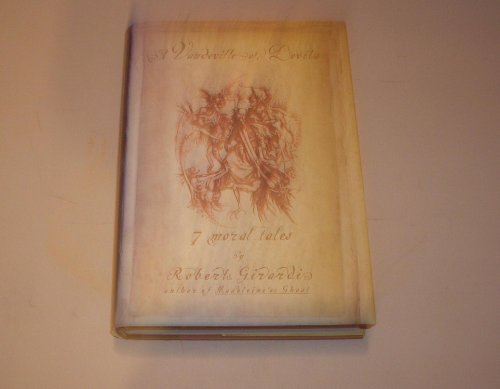 A Vaudeville of Devils
7 moral tales
by
Robert Girardi
author of Madeleine's Ghost